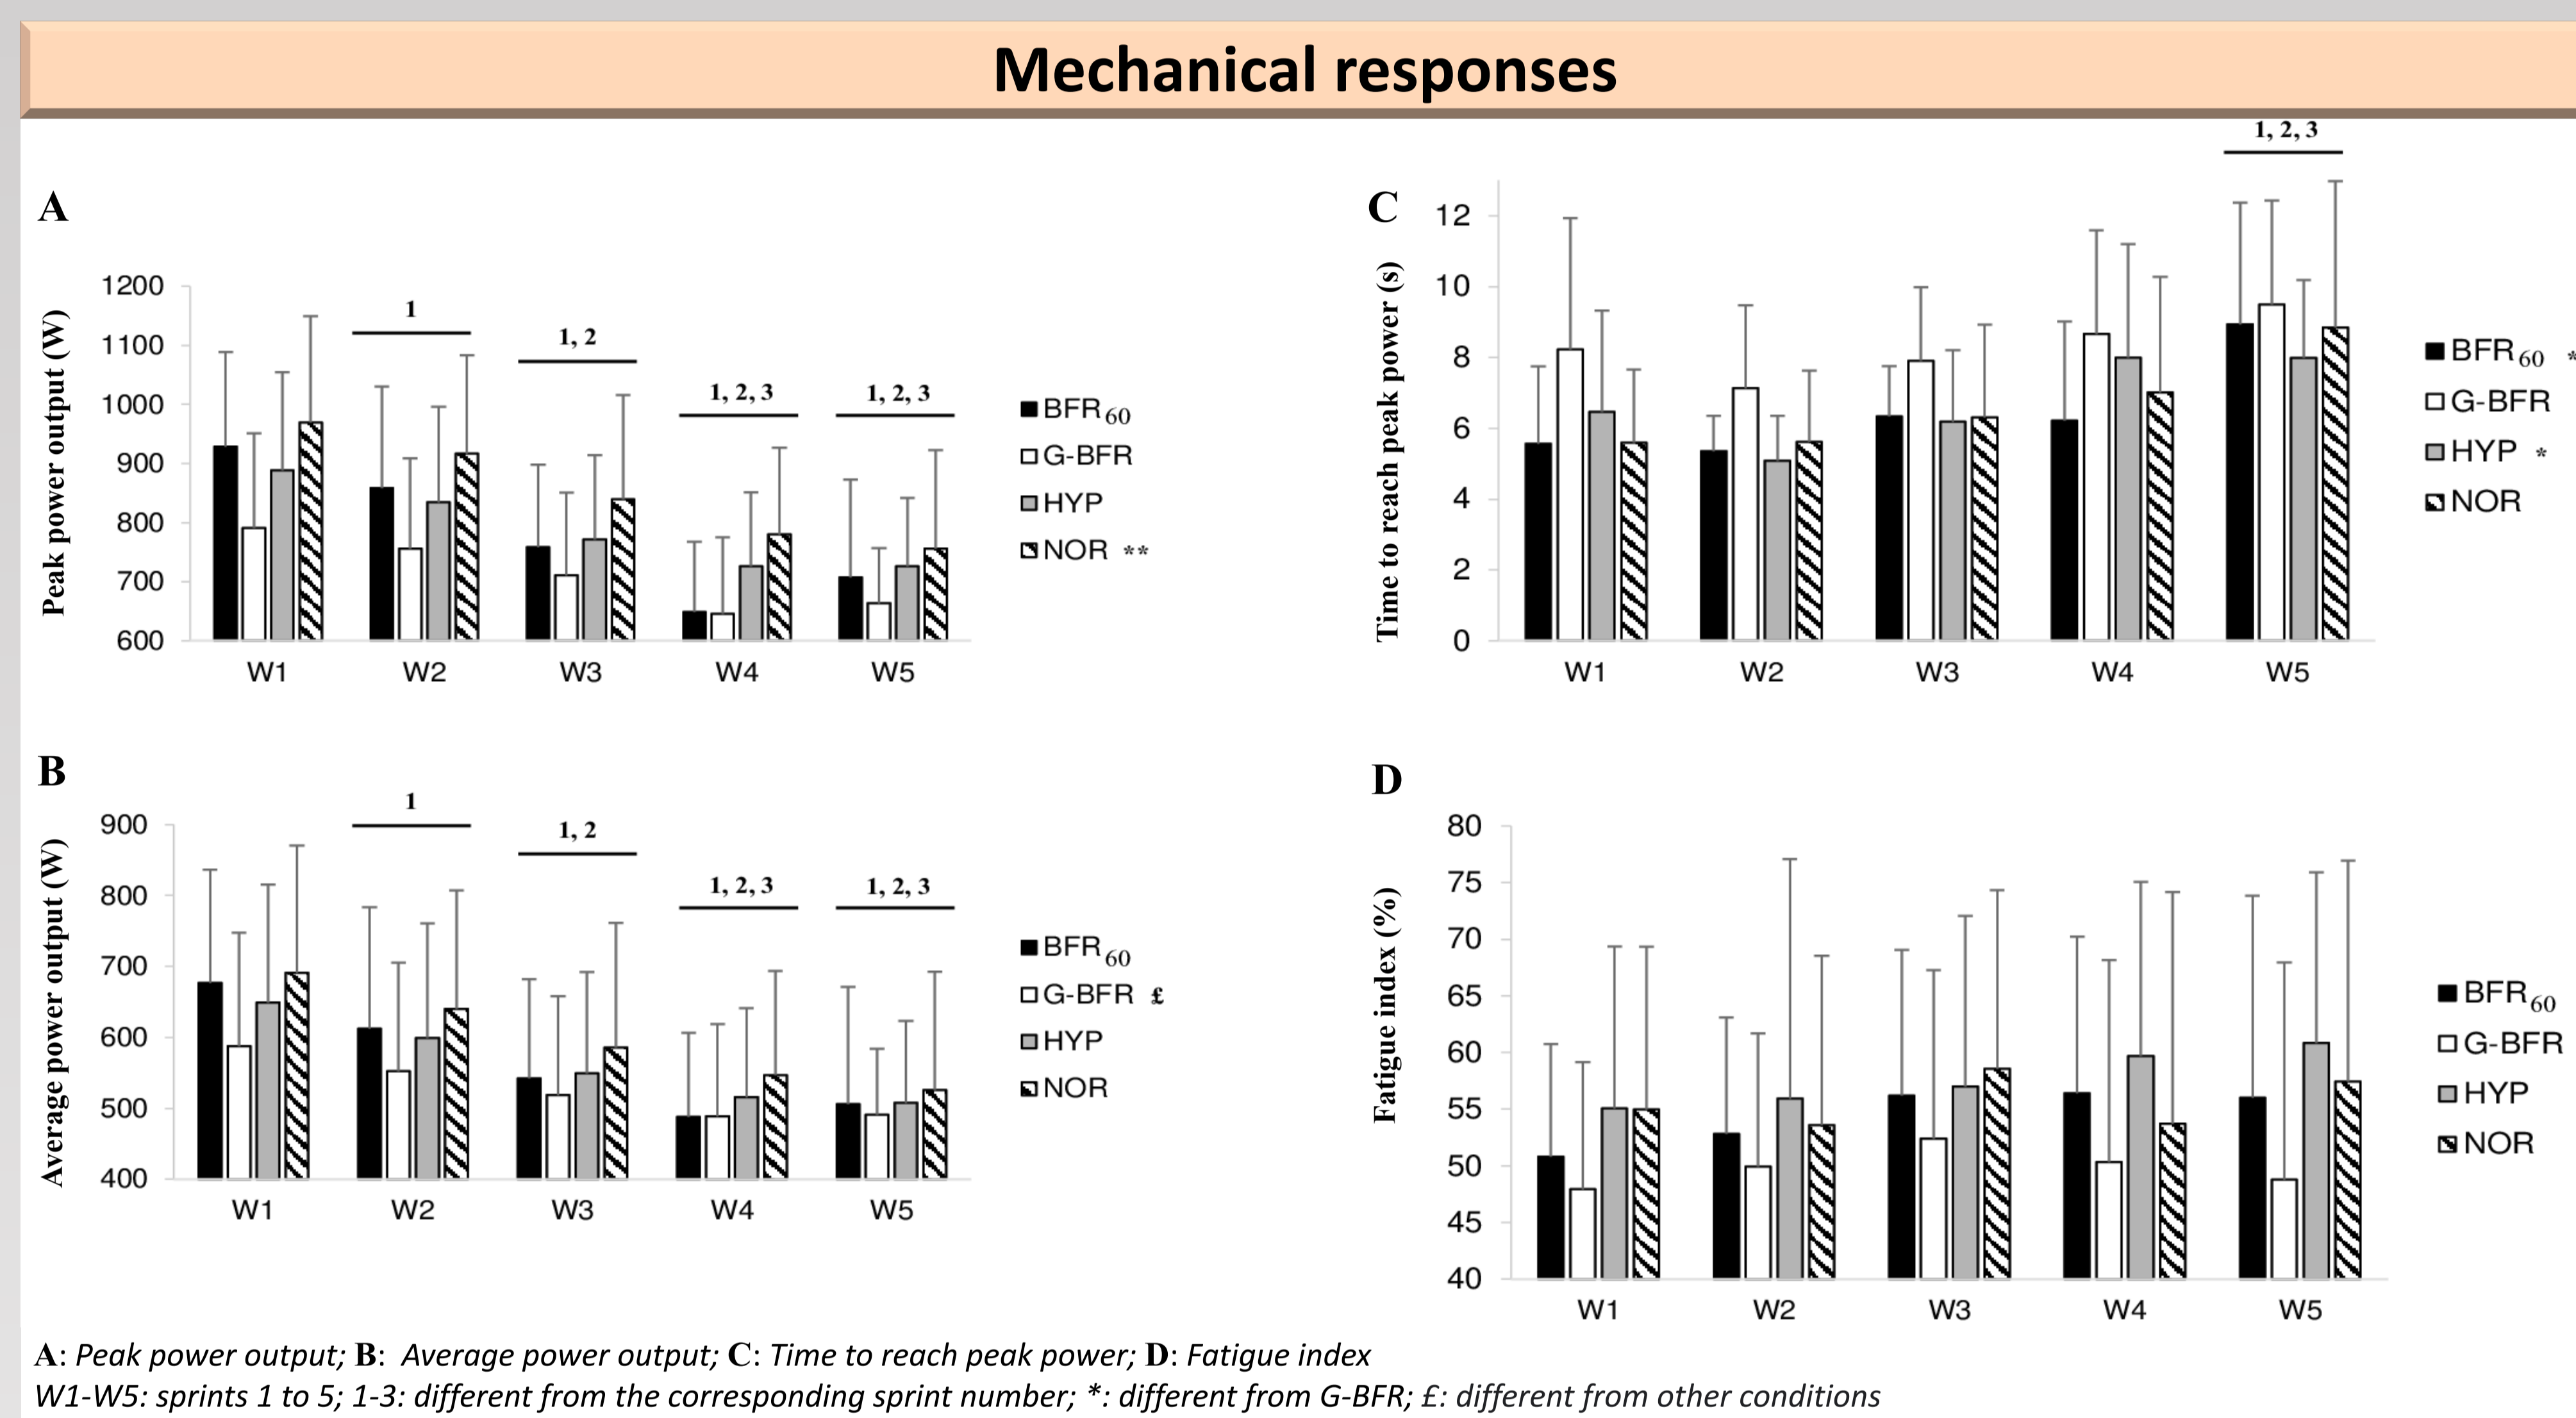 Mechanical responses
A
Peak power output (W)
1200
1100
1000
900
800
700
600
1
1, 2
1, 2, 3
1, 2, 3
W1 W2 W3 W4 W5
BFR60
G-BFR
HYP
NOR **
C
Time to reach peak power (s)
12
10
8
6
4
2
0
1, 2, 3
W1 W2 W3 W4 W5
BFR60 *
G-BFR
HYP *
NOR
B
Average power output (W)
900
800
700
600
500
400
1
1, 2
1, 2, 3
1, 2, 3
W1 W2 W3 W4 W5
BFR60
G-BFR £
HYP
NOR
D
Fatigue index (%)
80
75
70
65
60
55
50
45
40
W1 W2 W3 W4 W5
BFR60
G-BFR
HYP
NOR
A: Peak power output; B: Average power output; C: Time to reach peak power; D: Fatigue index
W1-W5: sprints 1 to 5; 1-3: different from the corresponding sprint number; *: different from G-BFR; £: different from other conditions